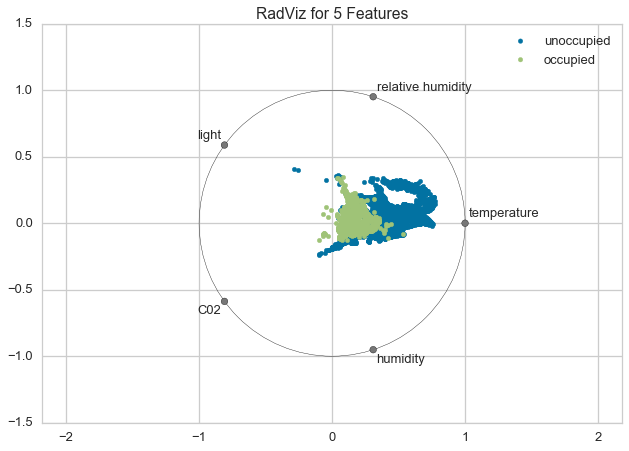 RadViz for 5 Features
1.5
unoccupied
occupied
1.0
relative humidity
light
0.5
temperature
0.0
−0.5
C02
−1.0
humidity
−1.5
−2
−1
0
1
2